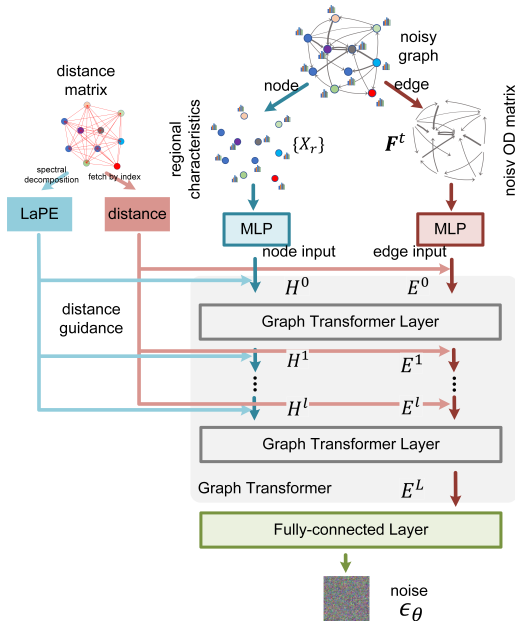 noisy
graph
distance
matrix
node
edge
regional
characteristics
{X_r}
F^t
noisy OD matrix
spectral
decomposition
fetch by index
LaPE
distance
MLP
MLP
node input
edge input
H^0
E^0
distance
guidance
Graph Transformer Layer
H^1
E^1
H^l
E^l
Graph Transformer Layer
Graph Transformer
E^L
Fully-connected Layer
noise
ϵ_θ